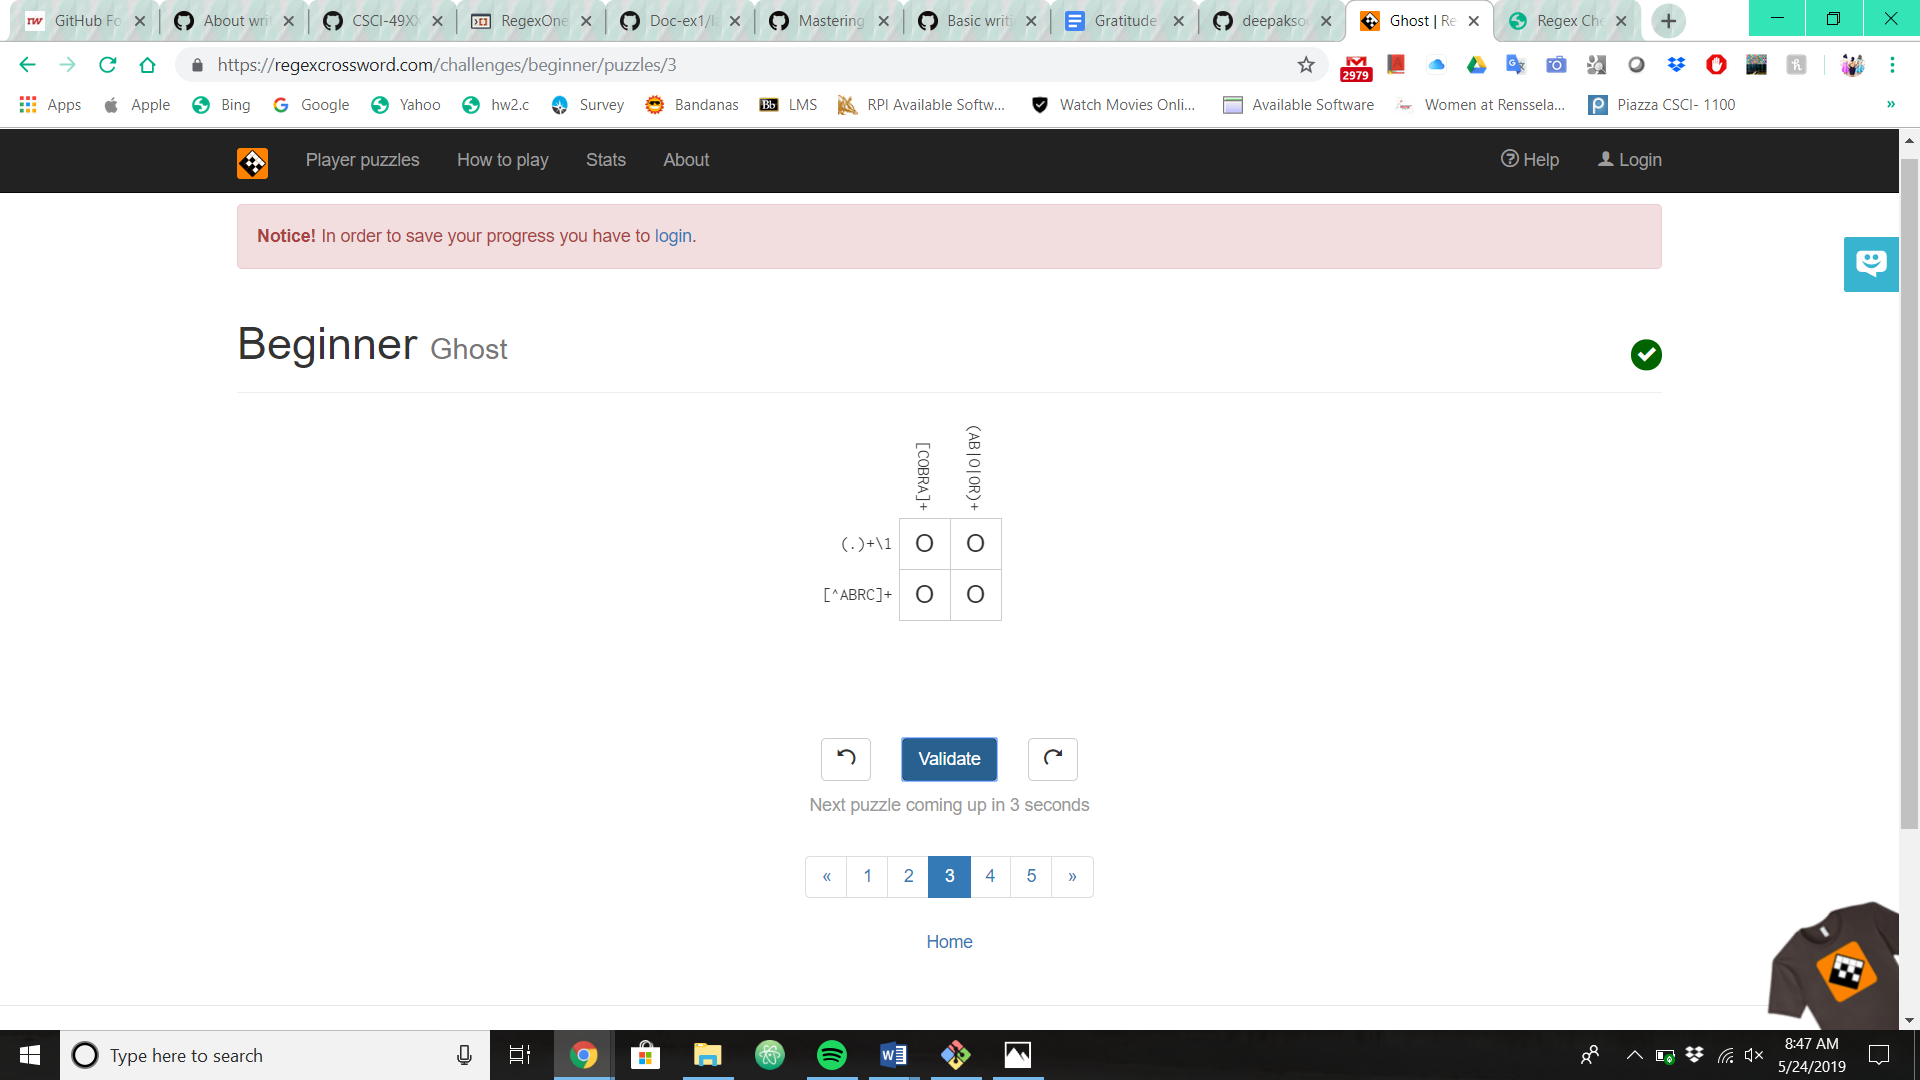 GitHub Fo
About wri
CSCI-49XX
RegexOne
Doc-ex1/la
Mastering
Basic writi
Gratitude
deepaksoo
Ghost | Re
Regex Che
https://regexcrossword.com/challenges/beginner/puzzles/3
2979
Apps Apple Bing Google Yahoo hw2.c Survey Bandanas Bb LMS RPI Available Softw... Watch Movies Onli... Available Software Women at Renssela... Piazza CSCI- 1100 »
Player puzzles How to play Stats About Help Login
Notice! In order to save your progress you have to login.
Beginner Ghost
[COBRA]+
(AB|O|OR)+
(.)+\1 O O
[^ABRC]+ O O
Validate
Next puzzle coming up in 3 seconds
« 1 2 3 4 5 »
Home
Type here to search
8:47 AM
5/24/2019